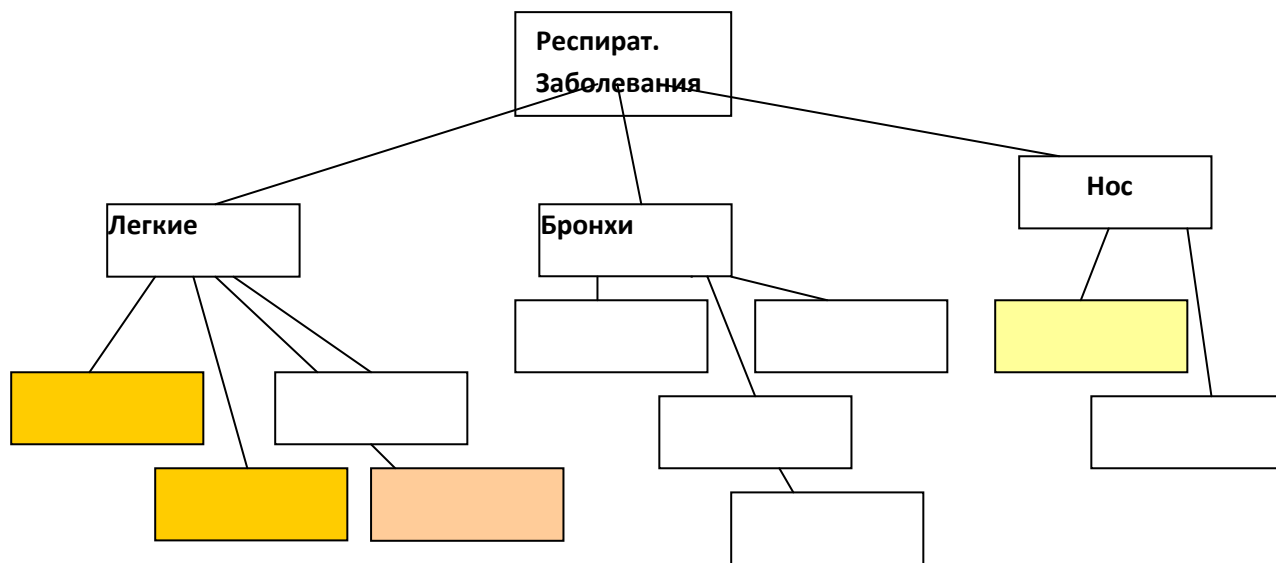 Респират.
Заболевания
Нос
Легкие
Бронхи